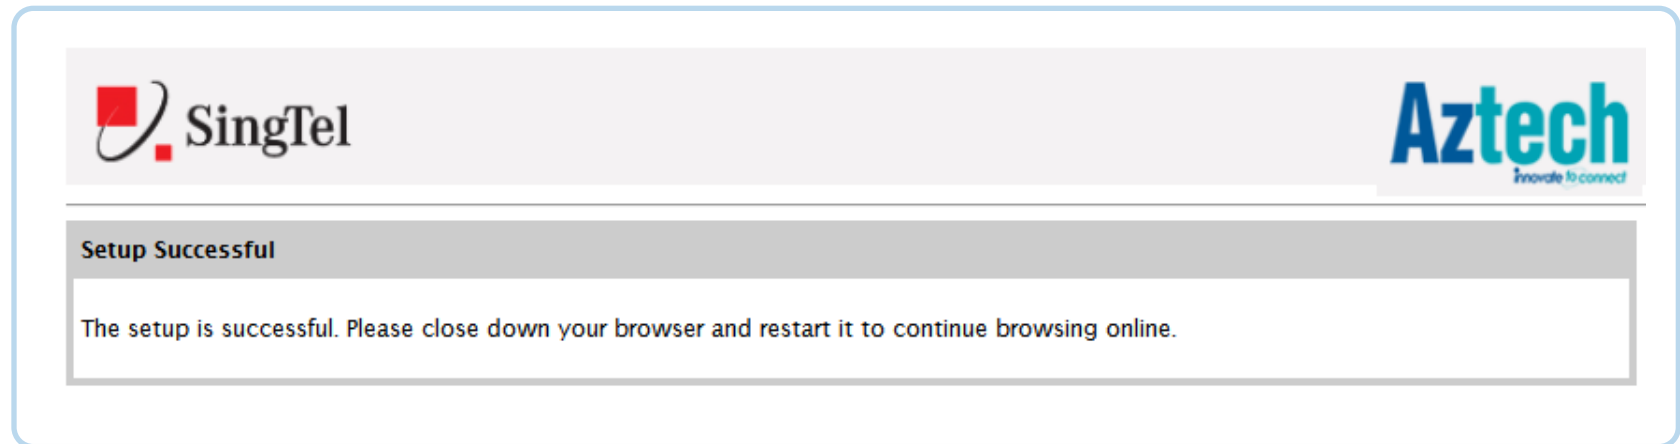 SingTel
Aztech
innovate to connect
Setup Successful
The setup is successful. Please close down your browser and restart it to continue browsing online.